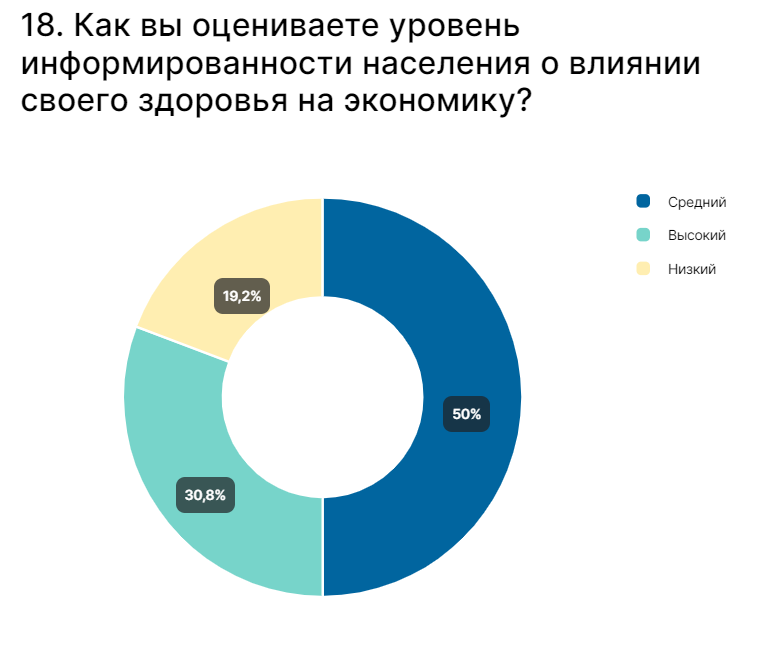 18. Как вы оцениваете уровень
информированности населения о влиянии
своего здоровья на экономику?
Средний
Высокий
Низкий
19,2%
50%
30,8%